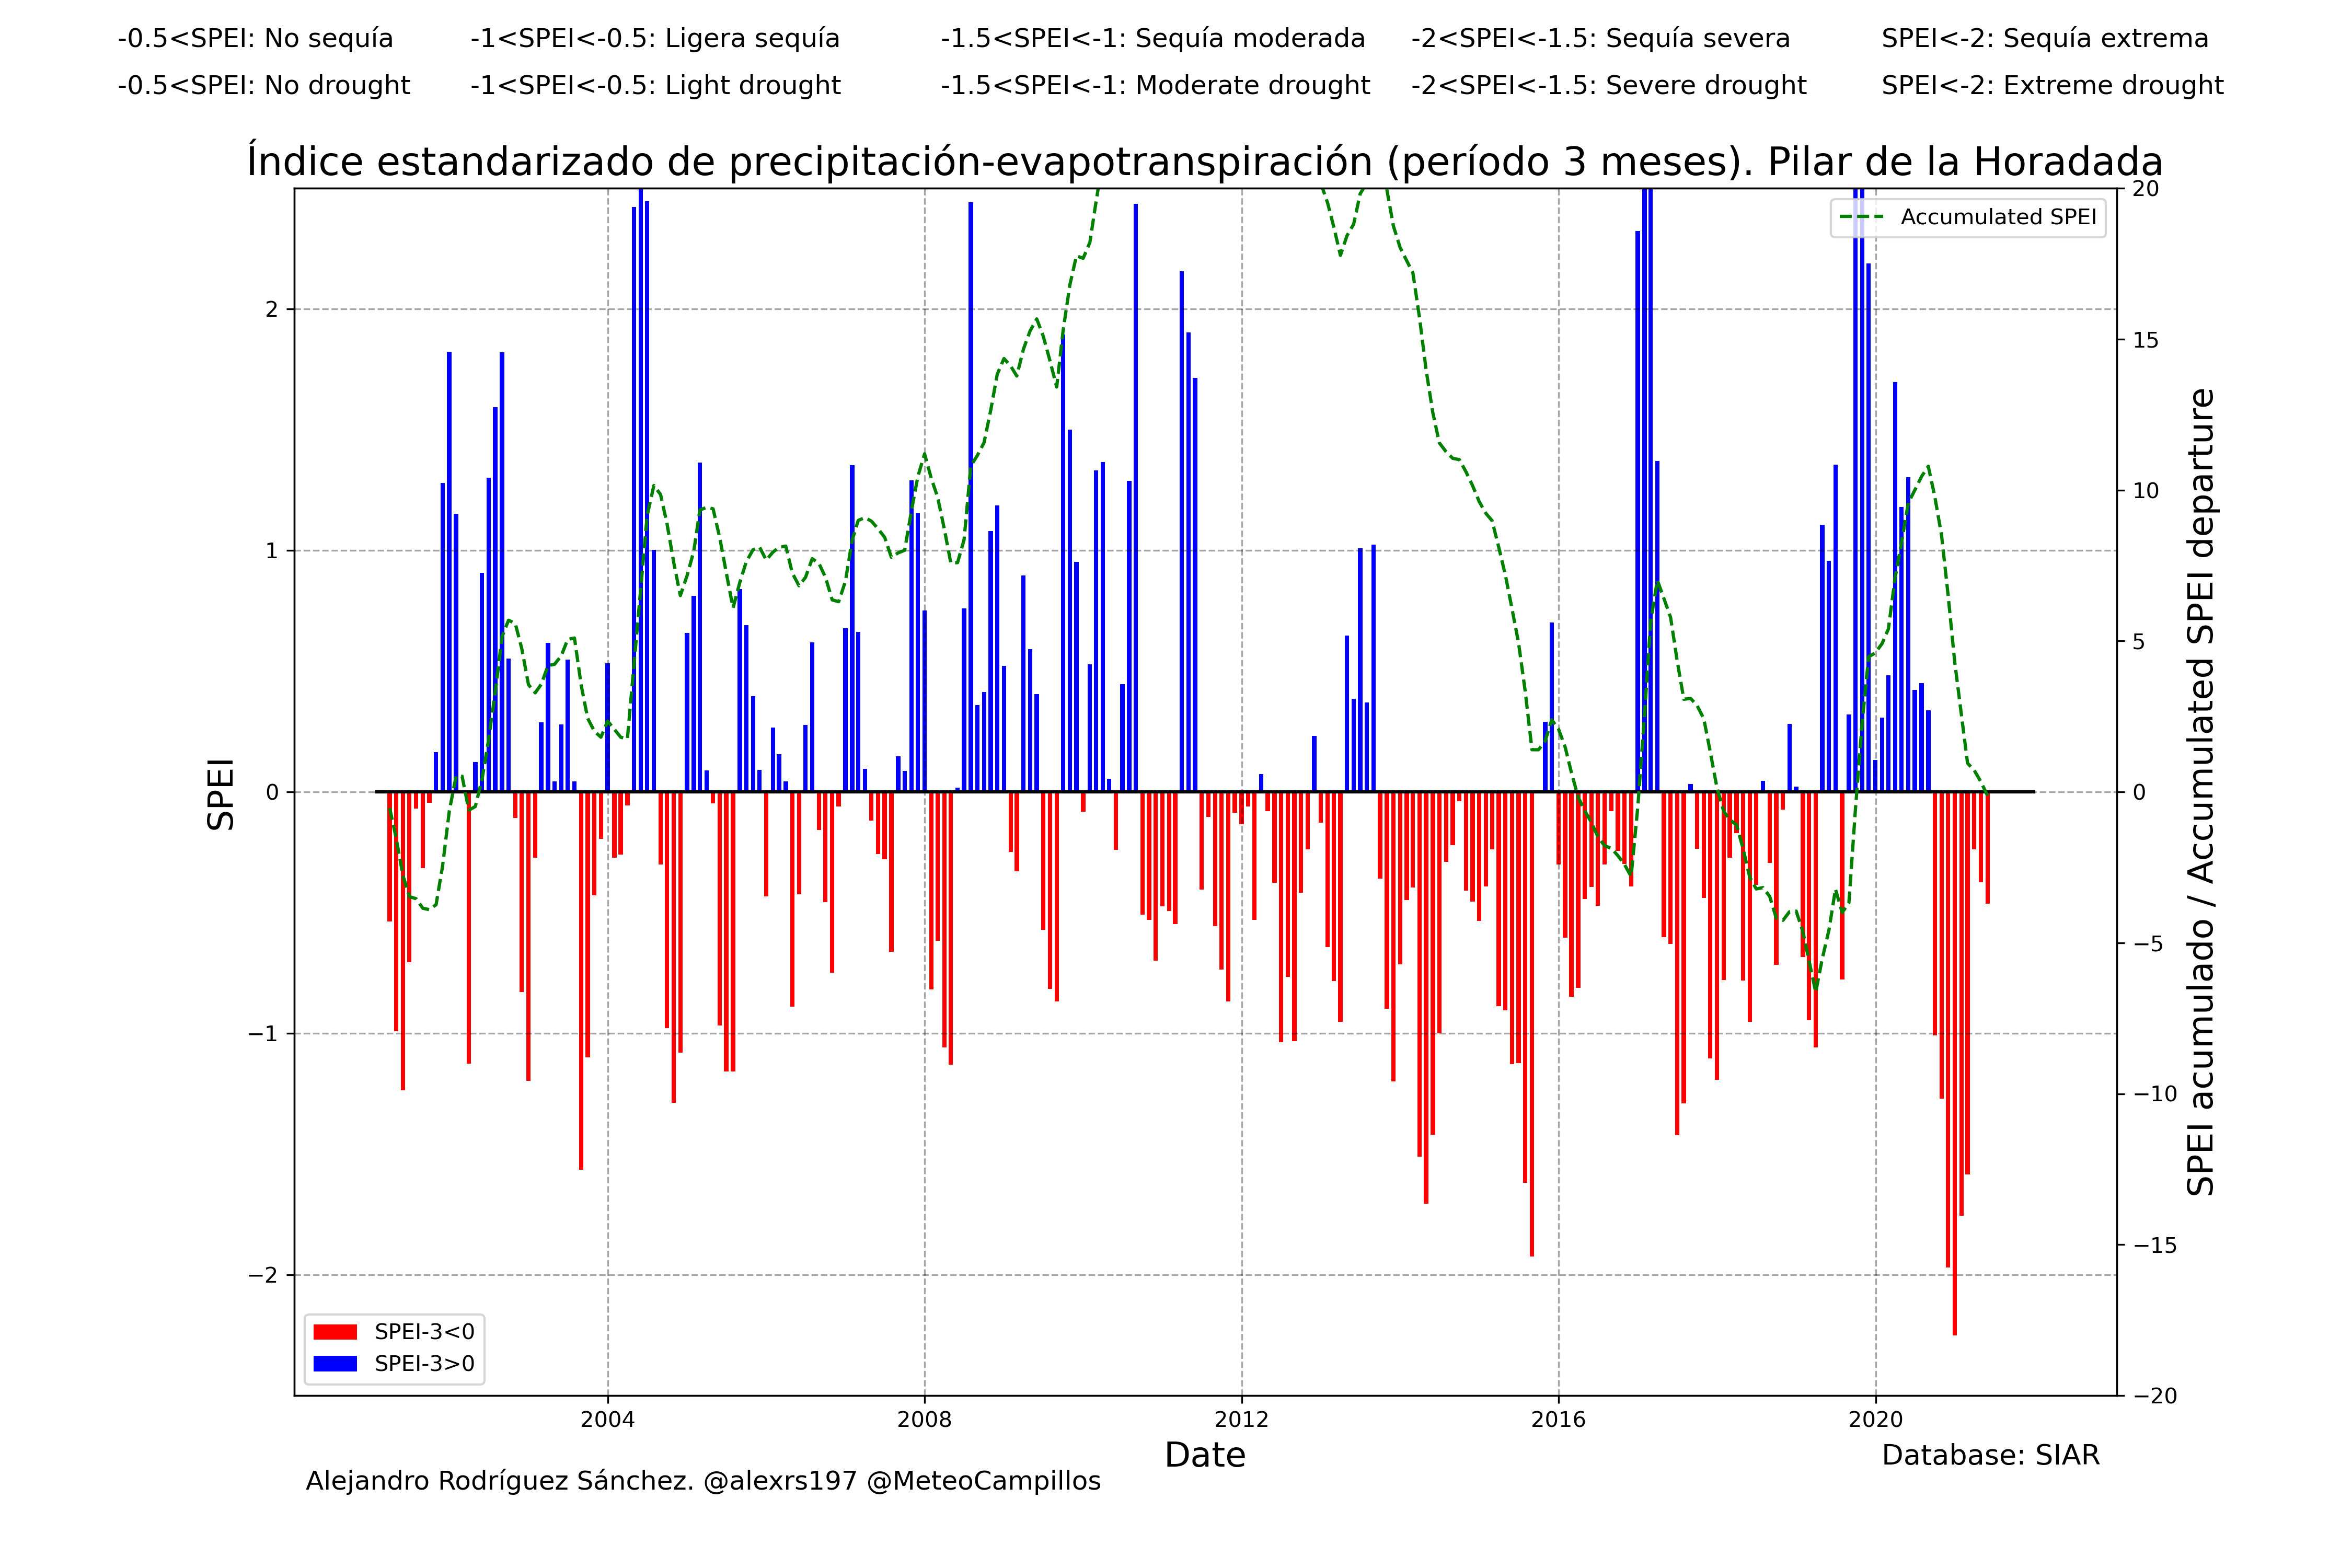 -0.5<SPEI: No sequía -1<SPEI<-0.5: Ligera sequía -1.5<SPEI<-1: Sequía moderada -2<SPEI<-1.5: Sequía severa SPEI<-2: Sequía extrema
-0.5<SPEI: No drought -1<SPEI<-0.5: Light drought -1.5<SPEI<-1: Moderate drought -2<SPEI<-1.5: Severe drought SPEI<-2: Extreme drought
Índice estandarizado de precipitación-evapotranspiración (período 3 meses). Pilar de la Horadada
Accumulated SPEI
SPEI
2
1
0
−1
−2
20
15
10
5
0
−5
−10
−15
−20
SPEI acumulado / Accumulated SPEI departure
SPEI-3<0
SPEI-3>0
2004 2008 2012 2016 2020
Date
Database: SIAR
Alejandro Rodríguez Sánchez. @alexrs197 @MeteoCampillos